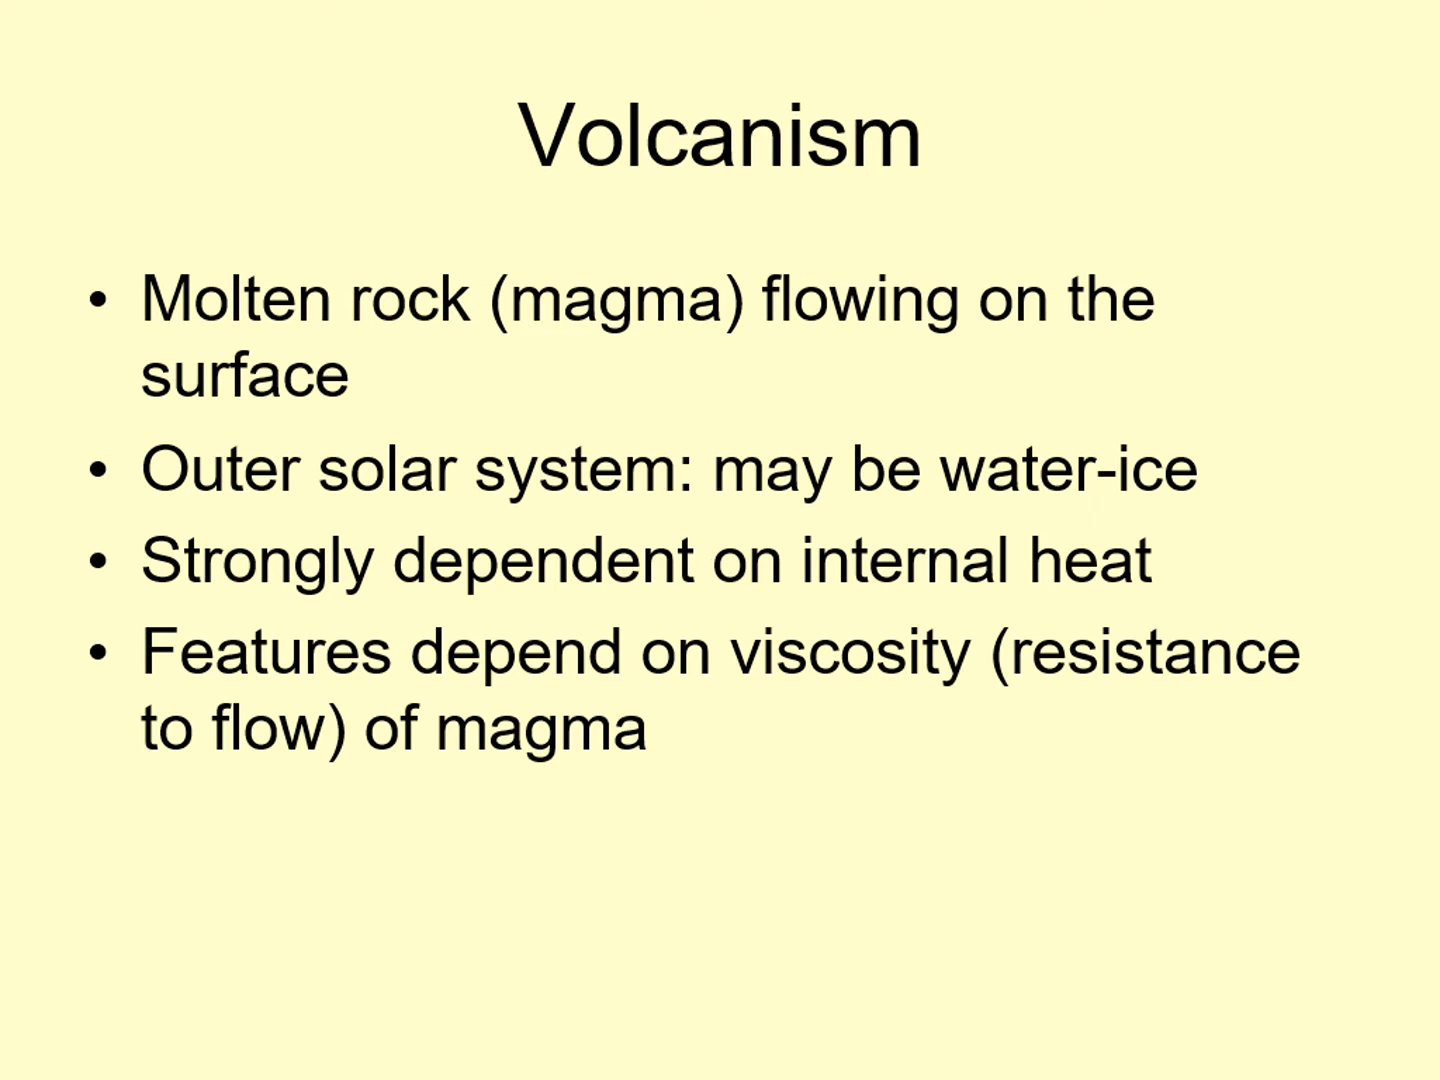 Volcanism
• Molten rock (magma) flowing on the
surface
• Outer solar system: may be water-ice
• Strongly dependent on internal heat
• Features depend on viscosity (resistance
to flow) of magma